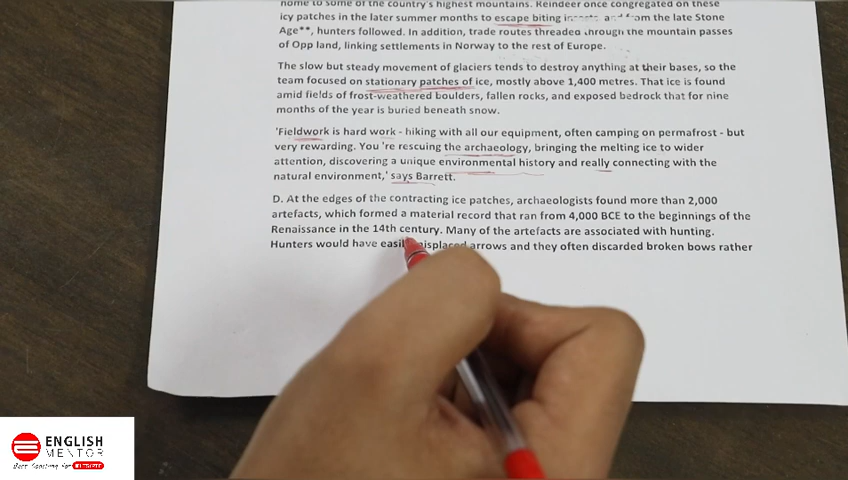 home to some of the country's highest mountains. Reindeer once congregated on these
icy patches in the later summer months to escape biting insects, and from the late Stone
Age**, hunters followed. In addition, trade routes threaded through the mountain passes
of Opp land, linking settlements in Norway to the rest of Europe.
The slow but steady movement of glaciers tends to destroy anything at their bases, so the
team focused on stationary patches of ice, mostly above 1,400 metres. That ice is found
amid fields of frost-weathered boulders, fallen rocks, and exposed bedrock that for nine
months of the year is buried beneath snow.
'Fieldwork is hard work - hiking with all our equipment, often camping on permafrost - but
very rewarding. You 're rescuing the archaeology, bringing the melting ice to wider
attention, discovering a unique environmental history and really connecting with the
natural environment,' says Barrett.
D. At the edges of the contracting ice patches, archaeologists found more than 2,000
artefacts, which formed a material record that ran from 4,000 BCE to the beginnings of the
Renaissance in the 14th century. Many of the artefacts are associated with hunting.
Hunters would have easily misplaced arrows and they often discarded broken bows rather
ENGLISH
MENTOR
Best Coaching for IELTS/PTE